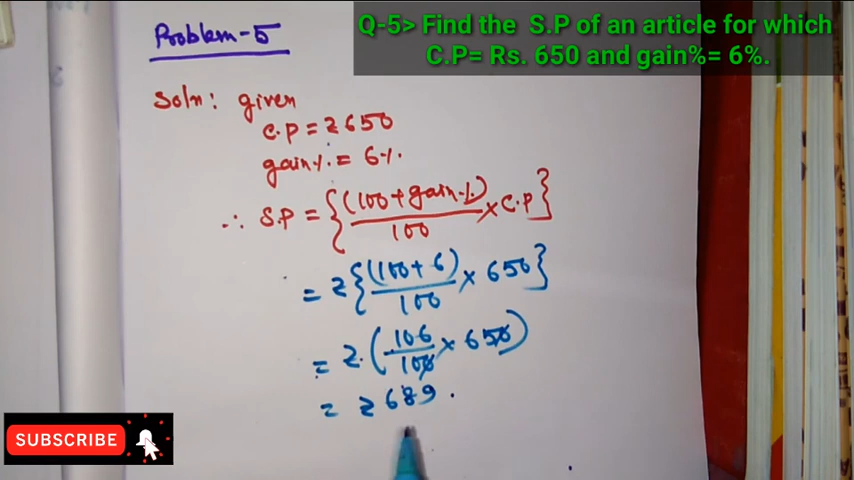 Problem-5
Q-5> Find the S.P of an article for which
C.P= Rs. 650 and gain%= 6%.
Soln: given
C.P = ₹650
gain% = 6%.
∴ S.P = {(100+gain%)/100 × C.P}
= ₹{(100+6)/100 × 650}
= ₹.(106/100 × 650)
= ₹689.
SUBSCRIBE